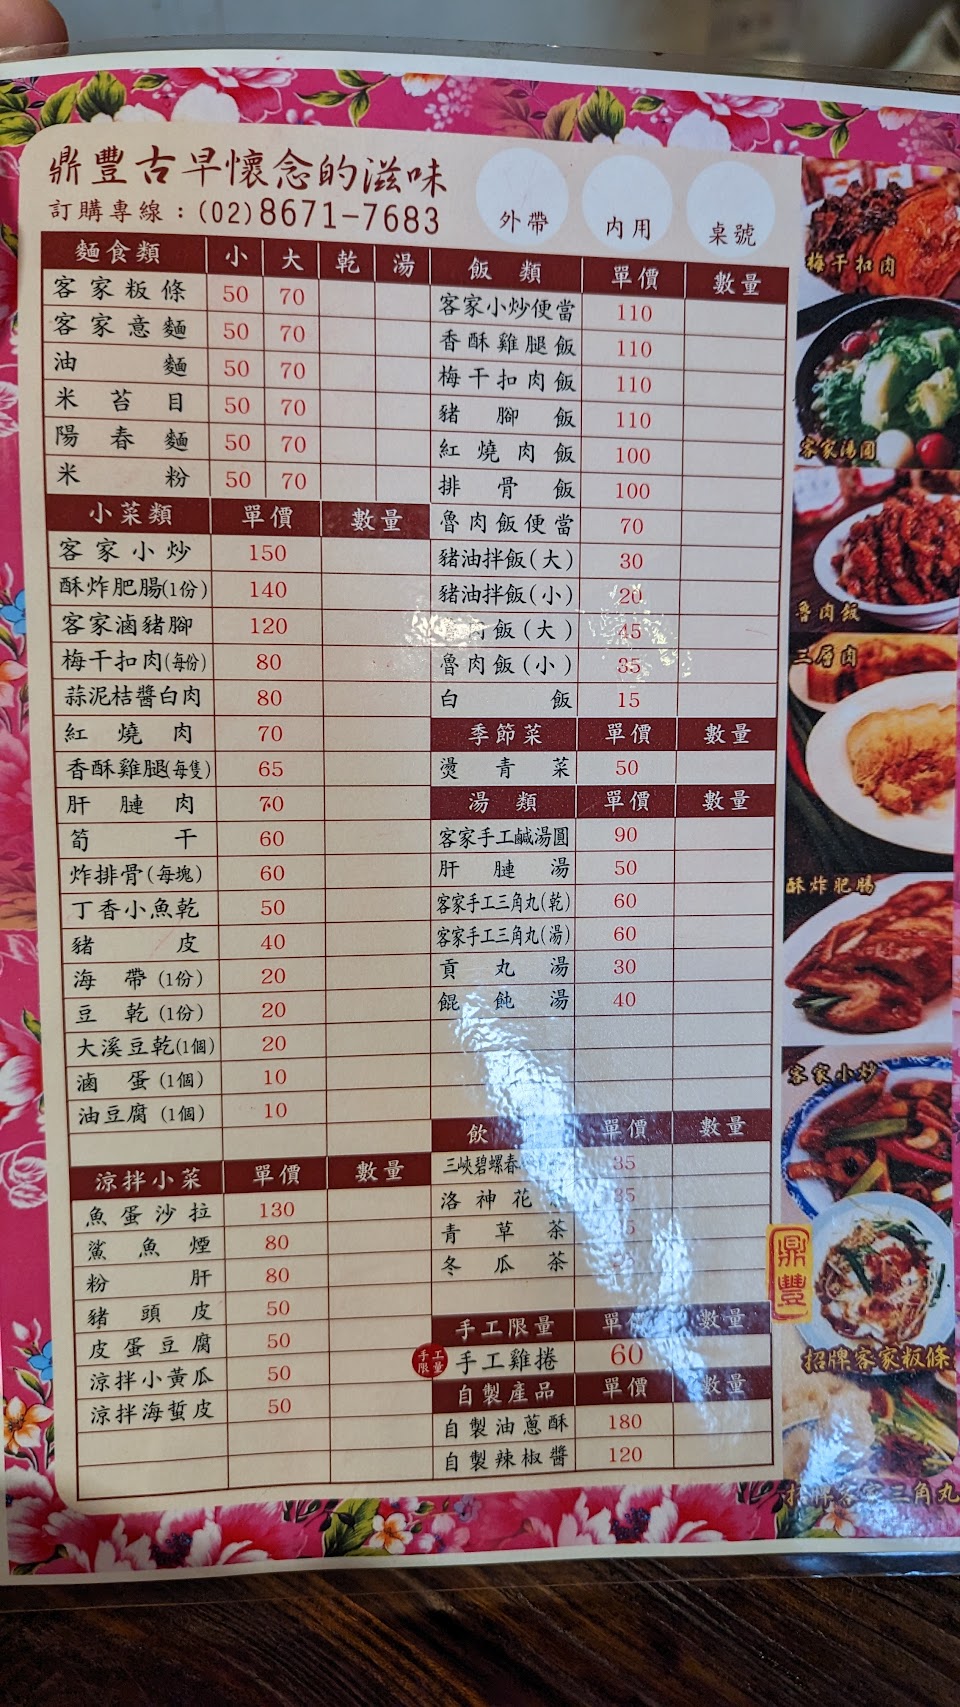 鼎豐古早懷念的滋味
訂購專線：(02)8671-7683
外帶 內用 桌號
麵食類 小 大 乾 湯
客家粄條 50 70
客家意麵 50 70
油麵 50 70
米苔目 50 70
陽春麵 50 70
米粉 50 70
小菜類 單價 數量
客家小炒 150
酥炸肥腸(1份) 140
客家滷豬腳 120
梅干扣肉(每份) 80
蒜泥桔醬白肉 80
紅燒肉 70
香酥雞腿(每隻) 65
肝腱肉 70
筍干 60
炸排骨(每塊) 60
丁香小魚乾 50
豬皮 40
海帶(1份) 20
豆乾(1份) 20
大溪豆乾(1個) 20
滷蛋(1個) 10
油豆腐(1個) 10
涼拌小菜 單價 數量
魚蛋沙拉 130
鯊魚煙 80
粉肝 80
豬頭皮 50
皮蛋豆腐 50
涼拌小黃瓜 50
涼拌海蜇皮 50
飯類 單價 數量
客家小炒便當 110
香酥雞腿飯 110
梅干扣肉飯 110
豬腳飯 110
紅燒肉飯 100
排骨飯 100
魯肉飯便當 70
豬油拌飯(大) 30
豬油拌飯(小) 20
肉飯(大) 45
魯肉飯(小) 35
白飯 15
季節菜 單價 數量
燙青菜 50
湯類 單價 數量
客家手工鹹湯圓 90
肝腱湯 50
客家手工三角丸(乾) 60
客家手工三角丸(湯) 60
貢丸湯 30
餛飩湯 40
飲 單價 數量
三峽碧螺春 35
洛神花 35
青草茶
冬瓜茶
手工限量 單價 數量
手工限量 手工雞捲 60
自製產品 單價 數量
自製油蔥酥 180
自製辣椒醬 120
梅干扣肉
客家湯圓
魯肉飯
三層肉
酥炸肥腸
客家小炒
鼎豐
招牌客家粄條
招牌客家三角丸